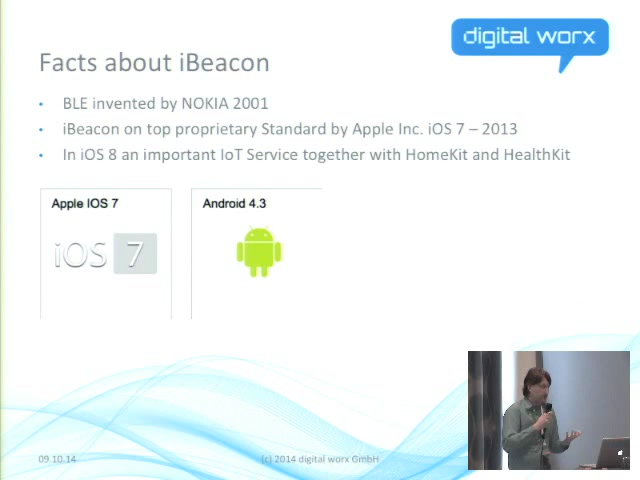 digital worx
Facts about iBeacon
• BLE invented by NOKIA 2001
• iBeacon on top proprietary Standard by Apple Inc. iOS 7 – 2013
• In iOS 8 an important IoT Service together with HomeKit and HealthKit
Apple IOS 7
Android 4.3
iOS 7
09.10.14
(c) 2014 digital worx GmbH